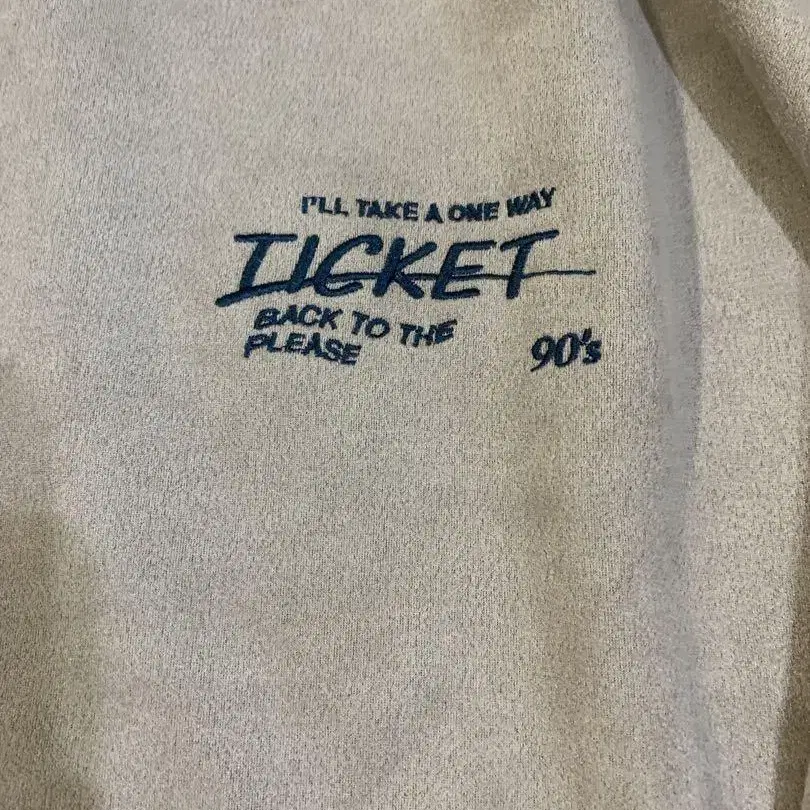 I'LL TAKE A ONE WAY
TICKET
BACK TO THE
PLEASE
90's